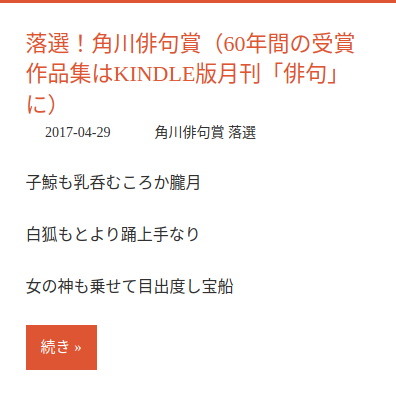 落選！角川俳句賞（60年間の受賞
作品集はKINDLE版月刊「俳句」
に）
2017-04-29 角川俳句賞 落選
子鯨も乳呑むころか朧月
白狐もとより踊上手なり
女の神も乗せて目出度し宝船
続き »